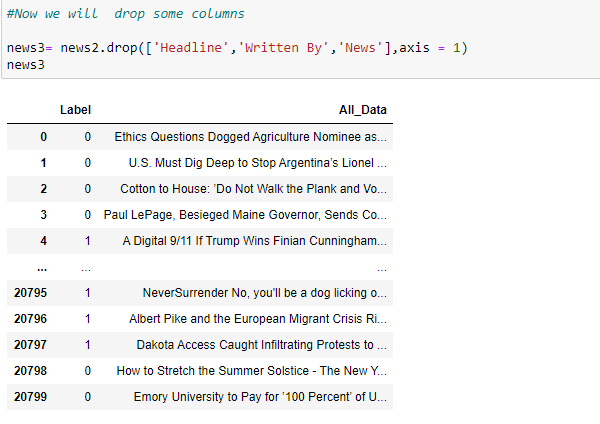 #Now we will  drop some columns
news3= news2.drop(['Headline','Written By','News'],axis = 1)
news3
Label All_Data
0 0 Ethics Questions Dogged Agriculture Nominee as...
1 0 U.S. Must Dig Deep to Stop Argentina’s Lionel ...
2 0 Cotton to House: ’Do Not Walk the Plank and Vo...
3 0 Paul LePage, Besieged Maine Governor, Sends Co...
4 1 A Digital 9/11 If Trump Wins Finian Cunningham...
... ... ...
20795 1 NeverSurrender No, you'll be a dog licking o...
20796 1 Albert Pike and the European Migrant Crisis Ri...
20797 1 Dakota Access Caught Infiltrating Protests to ...
20798 0 How to Stretch the Summer Solstice - The New Y...
20799 0 Emory University to Pay for ’100 Percent’ of U...